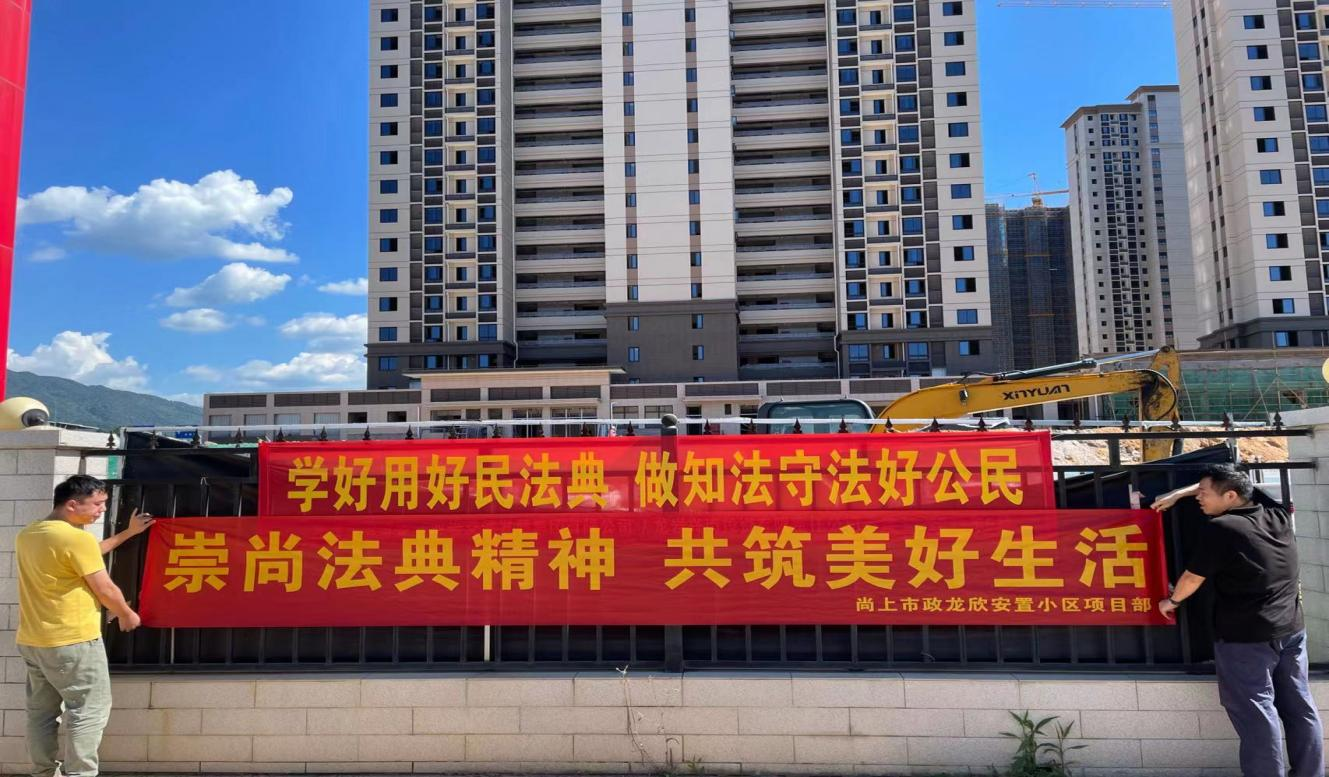 XINYUAN
学好用好民法典 做知法守法好公民
崇尚法典精神 共筑美好生活
尚上市政龙欣安置小区项目部